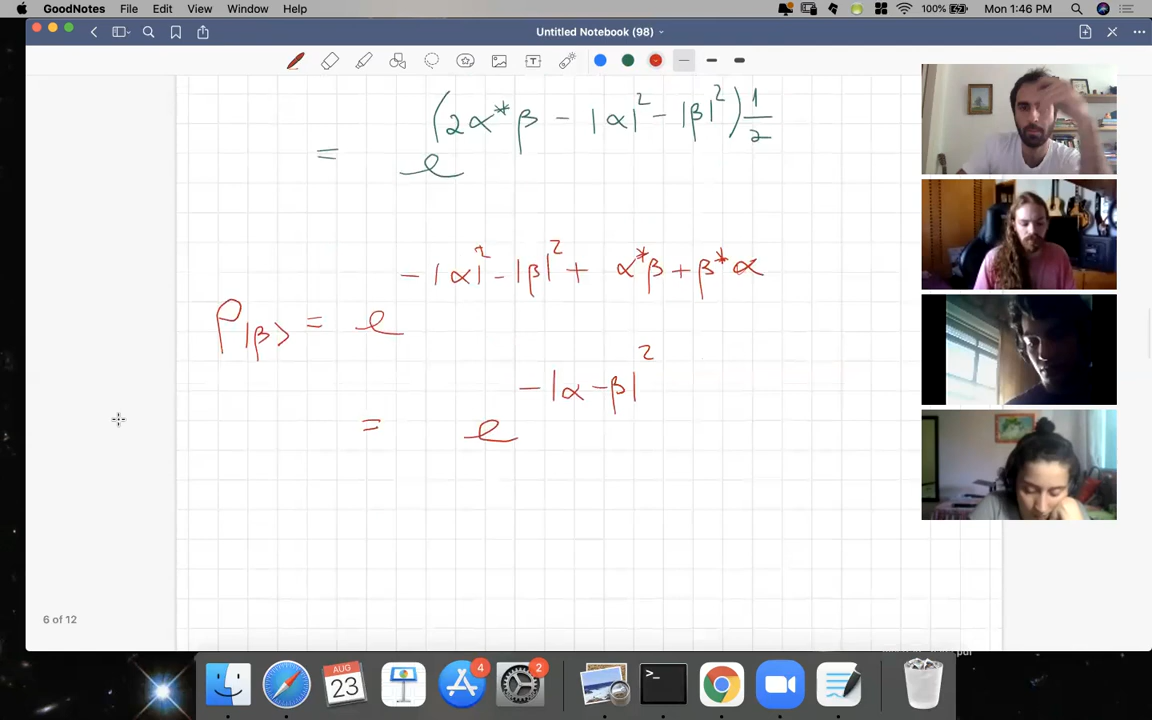 GoodNotes File Edit View Window Help 100% Mon 1:46 PM
Untitled Notebook (98)
= e^{(2α*β - |α|² - |β|²) 1/2}
ρ_{|β⟩} = e^{-|α|² - |β|² + α*β + β*α}
= e^{-|α - β|²}
6 of 12
4
2
AUG
23
>_